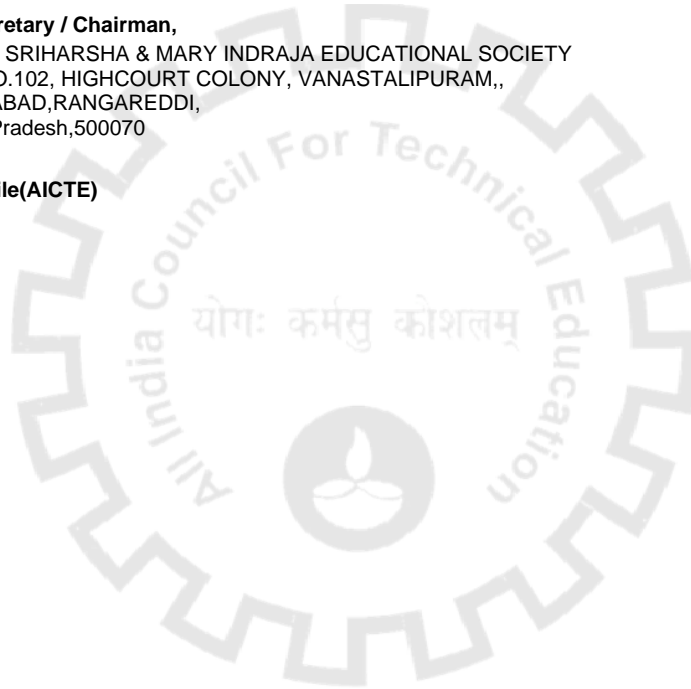 retary / Chairman,
SRIHARSHA & MARY INDRAJA EDUCATIONAL SOCIETY
O.102, HIGHCOURT COLONY, VANASTALIPURAM,,
ABAD,RANGAREDDI,
Pradesh,500070
ile(AICTE)
All India Council For Technical Education
योगः कर्मसु कोशलम्